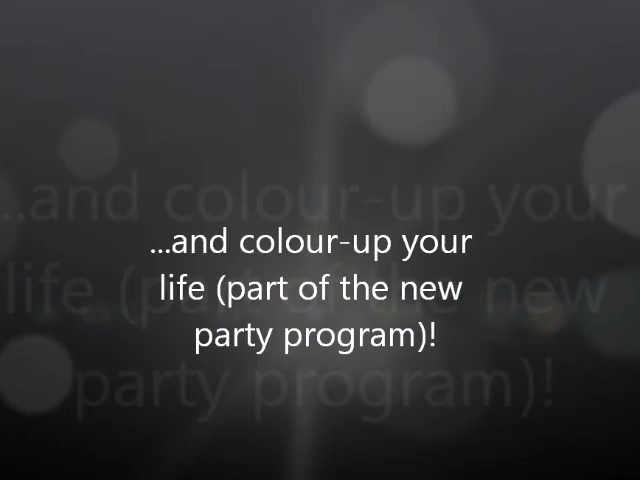 ...and colour-up your
life (part of the new
party program)!